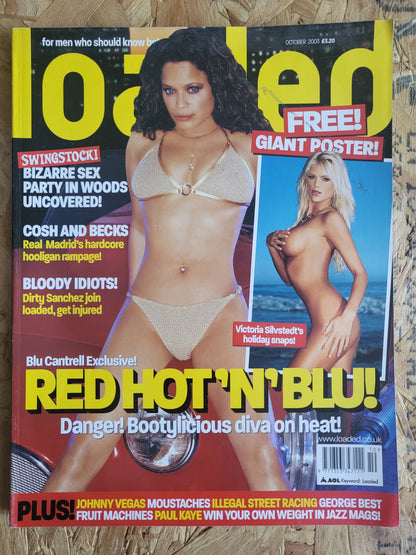 for men who should know
OCTOBER 2003 £3.20
loaded
FREE!
GIANT POSTER!
SWINGSTOCK!
BIZARRE SEX
PARTY IN WOODS
UNCOVERED!
COSH AND BECKS
Real Madrid's hardcore
hooligan rampage!
BLOODY IDIOTS!
Dirty Sanchez join
loaded, get injured
Victoria Silvstedt's
holiday snaps!
Blu Cantrell Exclusive!
RED HOT 'N' BLU!
Danger! Bootylicious diva on heat!
www.loaded.co.uk
10
AOL Keyword: Loaded
PLUS! JOHNNY VEGAS MOUSTACHES ILLEGAL STREET RACING GEORGE BEST
FRUIT MACHINES PAUL KAYE WIN YOUR OWN WEIGHT IN JAZZ MAGS!